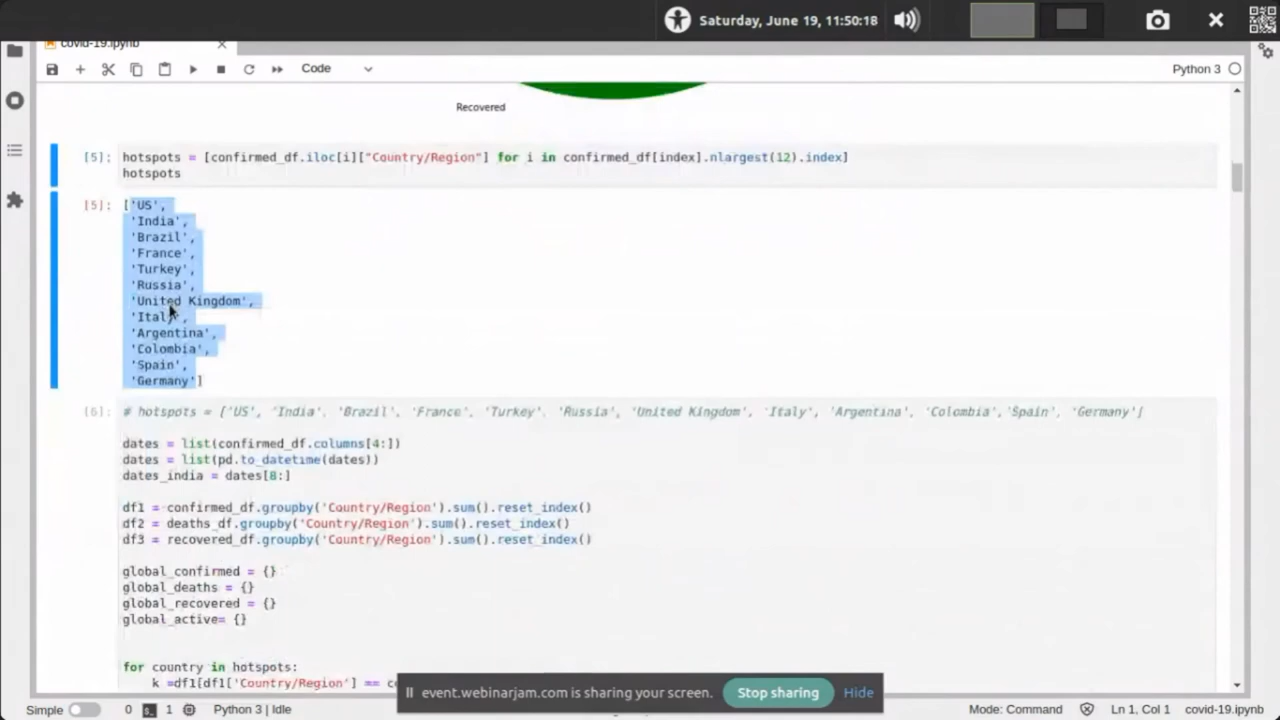 Saturday, June 19, 11:50:18
covid-19.ipynb
Code
Python 3
Recovered
[5]: hotspots = [confirmed_df.iloc[i]["Country/Region"] for i in confirmed_df[index].nlargest(12).index]
hotspots
[5]: ['US',
'India',
'Brazil',
'France',
'Turkey',
'Russia',
'United Kingdom',
'Italy',
'Argentina',
'Colombia',
'Spain',
'Germany']
[6]: # hotspots = ['US', 'India', 'Brazil', 'France', 'Turkey', 'Russia', 'United Kingdom', 'Italy', 'Argentina', 'Colombia','Spain', 'Germany']
dates = list(confirmed_df.columns[4:])
dates = list(pd.to_datetime(dates))
dates_india = dates[8:]
df1 = confirmed_df.groupby('Country/Region').sum().reset_index()
df2 = deaths_df.groupby('Country/Region').sum().reset_index()
df3 = recovered_df.groupby('Country/Region').sum().reset_index()
global_confirmed = {}
global_deaths = {}
global_recovered = {}
global_active= {}
for country in hotspots:
k =df1[df1['Country/Region'] ==
event.webinarjam.com is sharing your screen. Stop sharing Hide
Simple 0 1 Python 3 | Idle Mode: Command Ln 1, Col 1 covid-19.ipynb